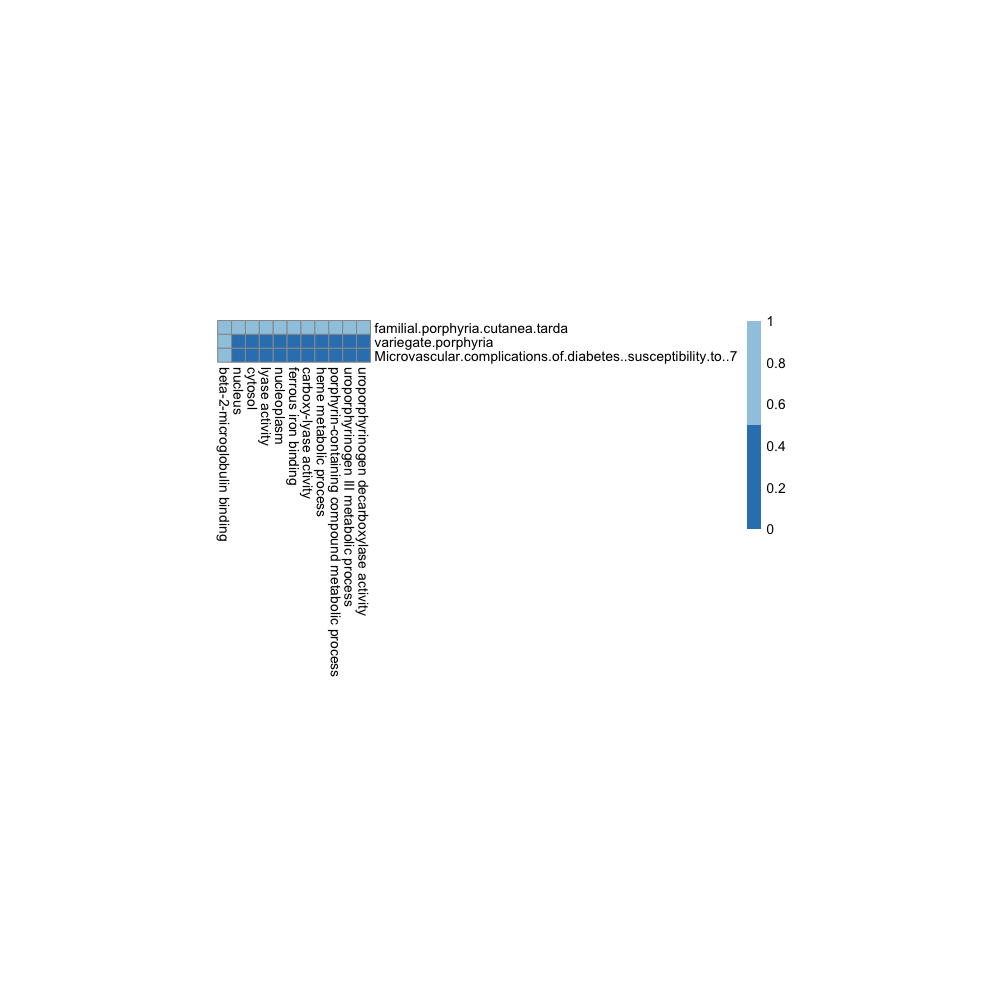 familial.porphyria.cutanea.tarda
variegate.porphyria
Microvascular.complications.of.diabetes..susceptibility.to..7
beta-2-microglobulin binding
nucleus
cytosol
lyase activity
nucleoplasm
ferrous iron binding
carboxy-lyase activity
heme metabolic process
porphyrin-containing compound metabolic process
uroporphyrinogen III metabolic process
uroporphyrinogen decarboxylase activity
1
0.8
0.6
0.4
0.2
0